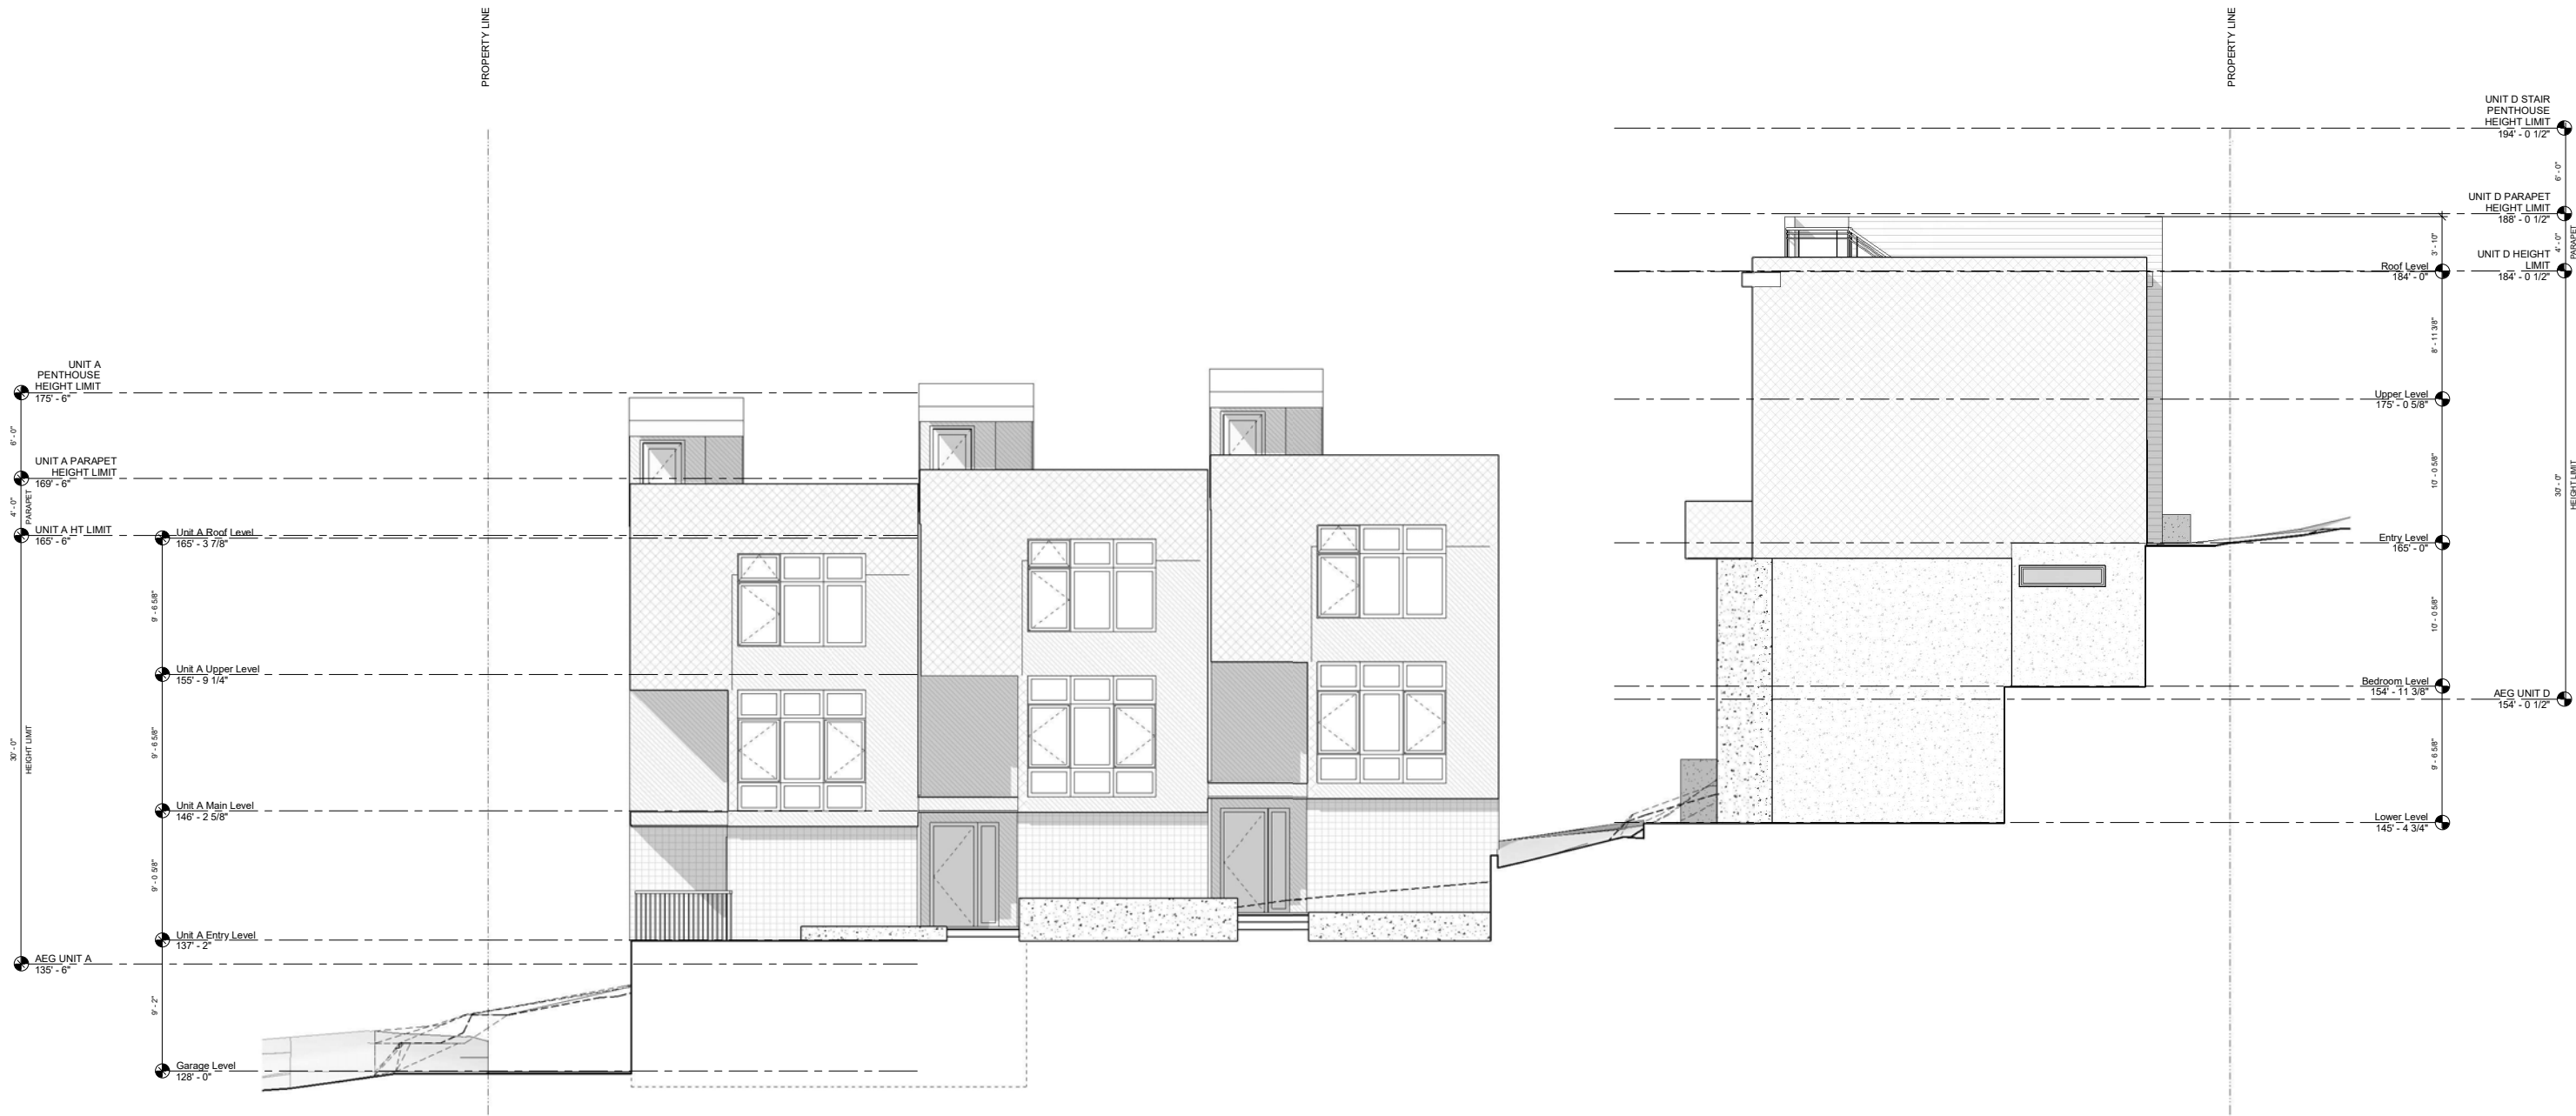 PROPERTY LINE
PROPERTY LINE
UNIT A
PENTHOUSE
HEIGHT LIMIT
175' - 6"
6' - 0"
UNIT A PARAPET
HEIGHT LIMIT
169' - 6"
4' - 0"
PARAPET
UNIT A HT LIMIT
165' - 6"
30' - 0"
HEIGHT LIMIT
AEG UNIT A
135' - 6"
Unit A Roof Level
165' - 3 7/8"
9' - 6 5/8"
Unit A Upper Level
155' - 9 1/4"
9' - 6 5/8"
Unit A Main Level
146' - 2 5/8"
9' - 0 5/8"
Unit A Entry Level
137' - 2"
9' - 2"
Garage Level
128' - 0"
UNIT D STAIR
PENTHOUSE
HEIGHT LIMIT
194' - 0 1/2"
6' - 0"
UNIT D PARAPET
HEIGHT LIMIT
188' - 0 1/2"
4' - 0"
PARAPET
UNIT D HEIGHT
LIMIT
184' - 0 1/2"
30' - 0"
HEIGHT LIMIT
AEG UNIT D
154' - 0 1/2"
3' - 10"
Roof Level
184' - 0"
8' - 11 3/8"
Upper Level
175' - 0 5/8"
10' - 0 5/8"
Entry Level
165' - 0"
10' - 0 5/8"
Bedroom Level
154' - 11 3/8"
9' - 6 5/8"
Lower Level
145' - 4 3/4"